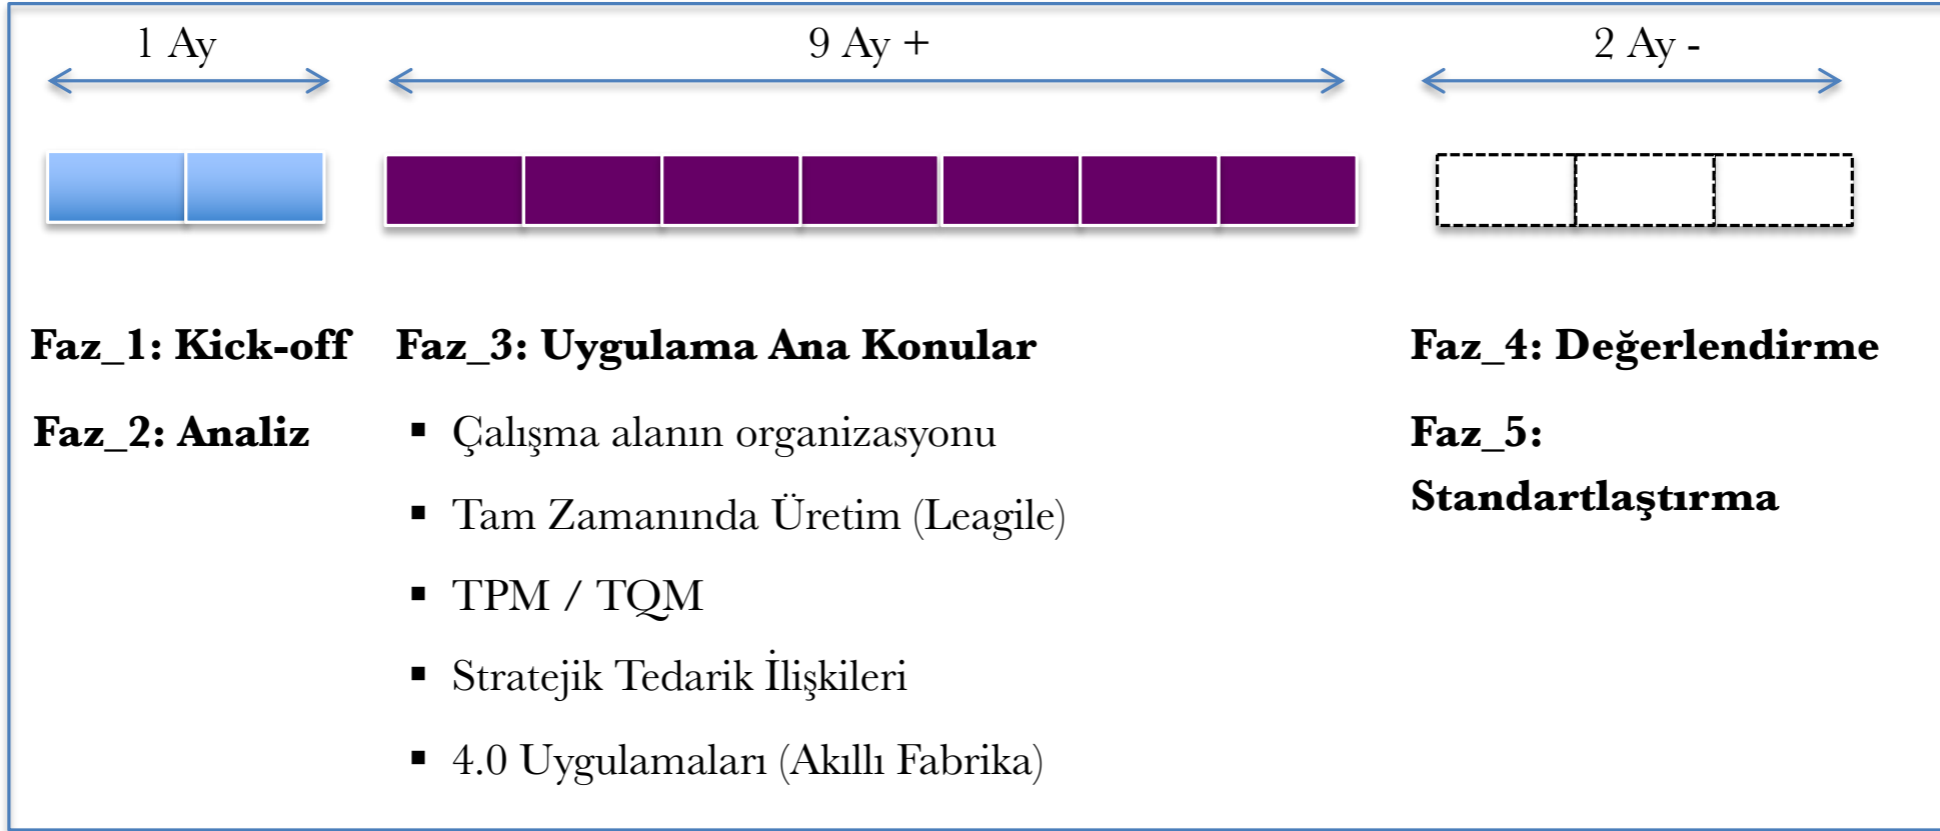 1 Ay
9 Ay +
2 Ay -
Faz_1: Kick-off
Faz_2: Analiz
Faz_3: Uygulama Ana Konular
▪ Çalışma alanın organizasyonu
▪ Tam Zamanında Üretim (Leagile)
▪ TPM / TQM
▪ Stratejik Tedarik İlişkileri
▪ 4.0 Uygulamaları (Akıllı Fabrika)
Faz_4: Değerlendirme
Faz_5:
Standartlaştırma